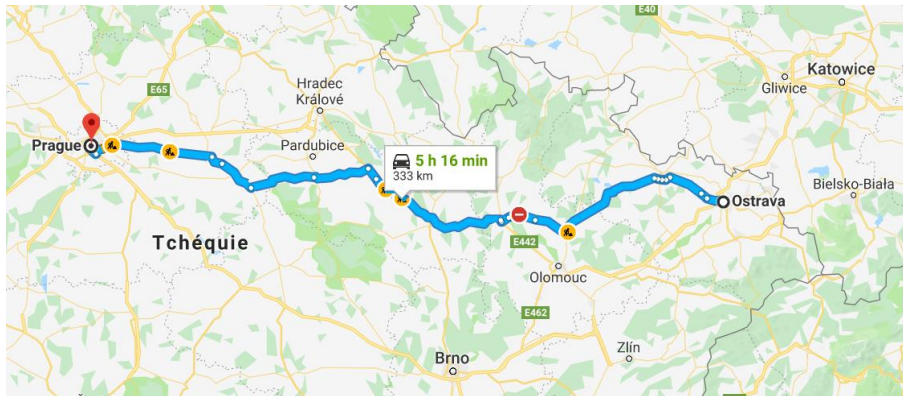 E40
Katowice
Gliwice
E65
Hradec
Králové
Prague
Pardubice
5 h 16 min
333 km
Bielsko-Biała
Ostrava
Tchéquie
E442
Olomouc
E462
Zlín
Brno